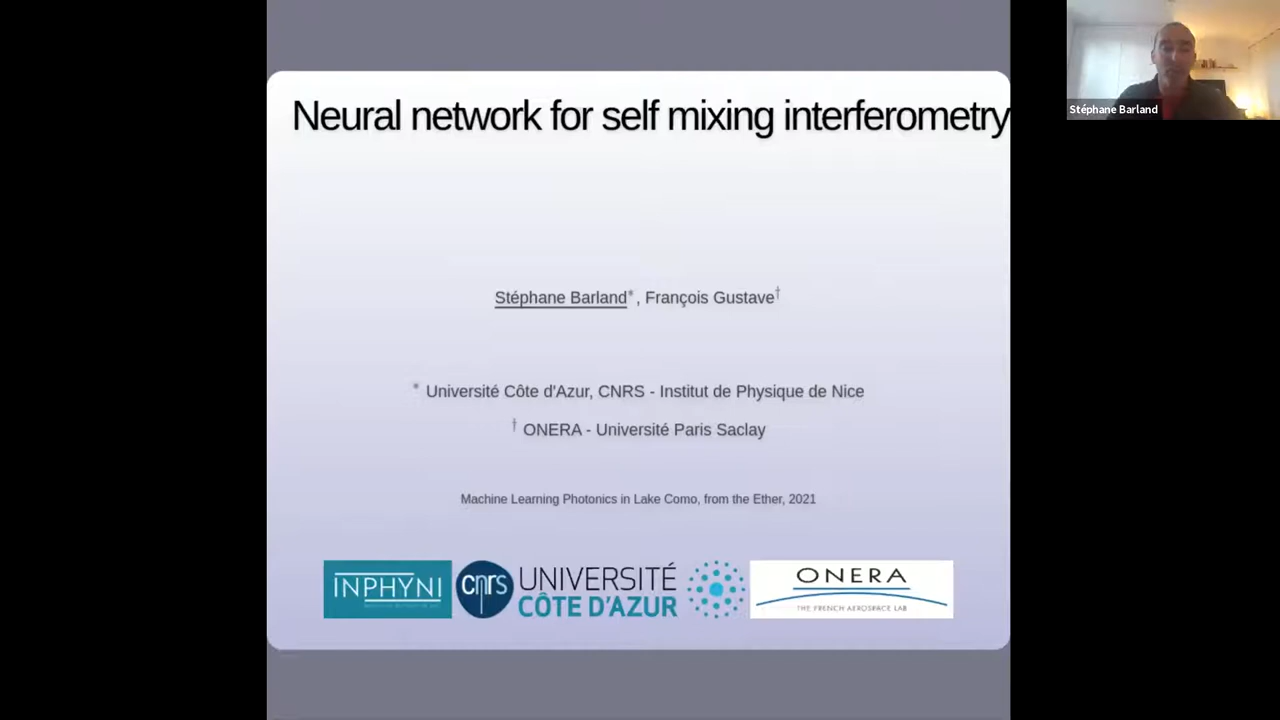 Neural network for self mixing interferometry
Stéphane Barland
Stéphane Barland*, François Gustave†
* Université Côte d'Azur, CNRS - Institut de Physique de Nice
† ONERA - Université Paris Saclay
Machine Learning Photonics in Lake Como, from the Ether, 2021
INPHYNI
cnrs
UNIVERSITÉ
CÔTE D'AZUR
ONERA
THE FRENCH AEROSPACE LAB